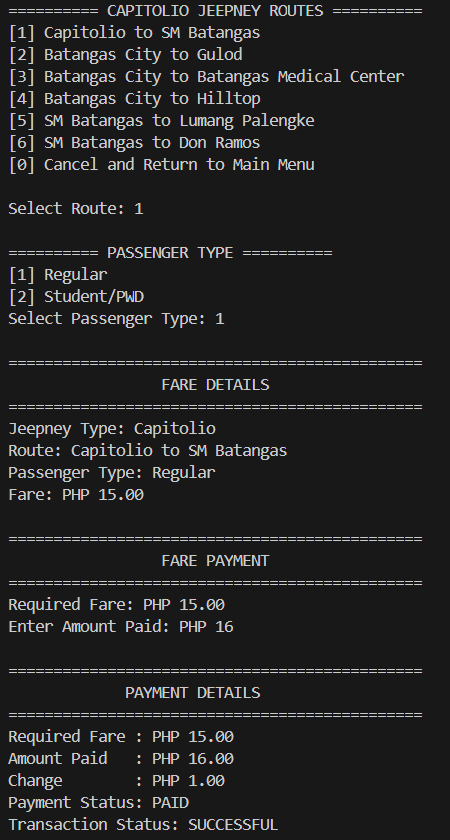 ========== CAPITOLIO JEEPNEY ROUTES ==========
[1] Capitolio to SM Batangas
[2] Batangas City to Gulod
[3] Batangas City to Batangas Medical Center
[4] Batangas City to Hilltop
[5] SM Batangas to Lumang Palengke
[6] SM Batangas to Don Ramos
[0] Cancel and Return to Main Menu

Select Route: 1

========== PASSENGER TYPE ==========
[1] Regular
[2] Student/PWD
Select Passenger Type: 1

==============================================
                 FARE DETAILS
==============================================
Jeepney Type: Capitolio
Route: Capitolio to SM Batangas
Passenger Type: Regular
Fare: PHP 15.00

==============================================
                 FARE PAYMENT
==============================================
Required Fare: PHP 15.00
Enter Amount Paid: PHP 16

==============================================
             PAYMENT DETAILS
==============================================
Required Fare : PHP 15.00
Amount Paid   : PHP 16.00
Change        : PHP 1.00
Payment Status: PAID
Transaction Status: SUCCESSFUL